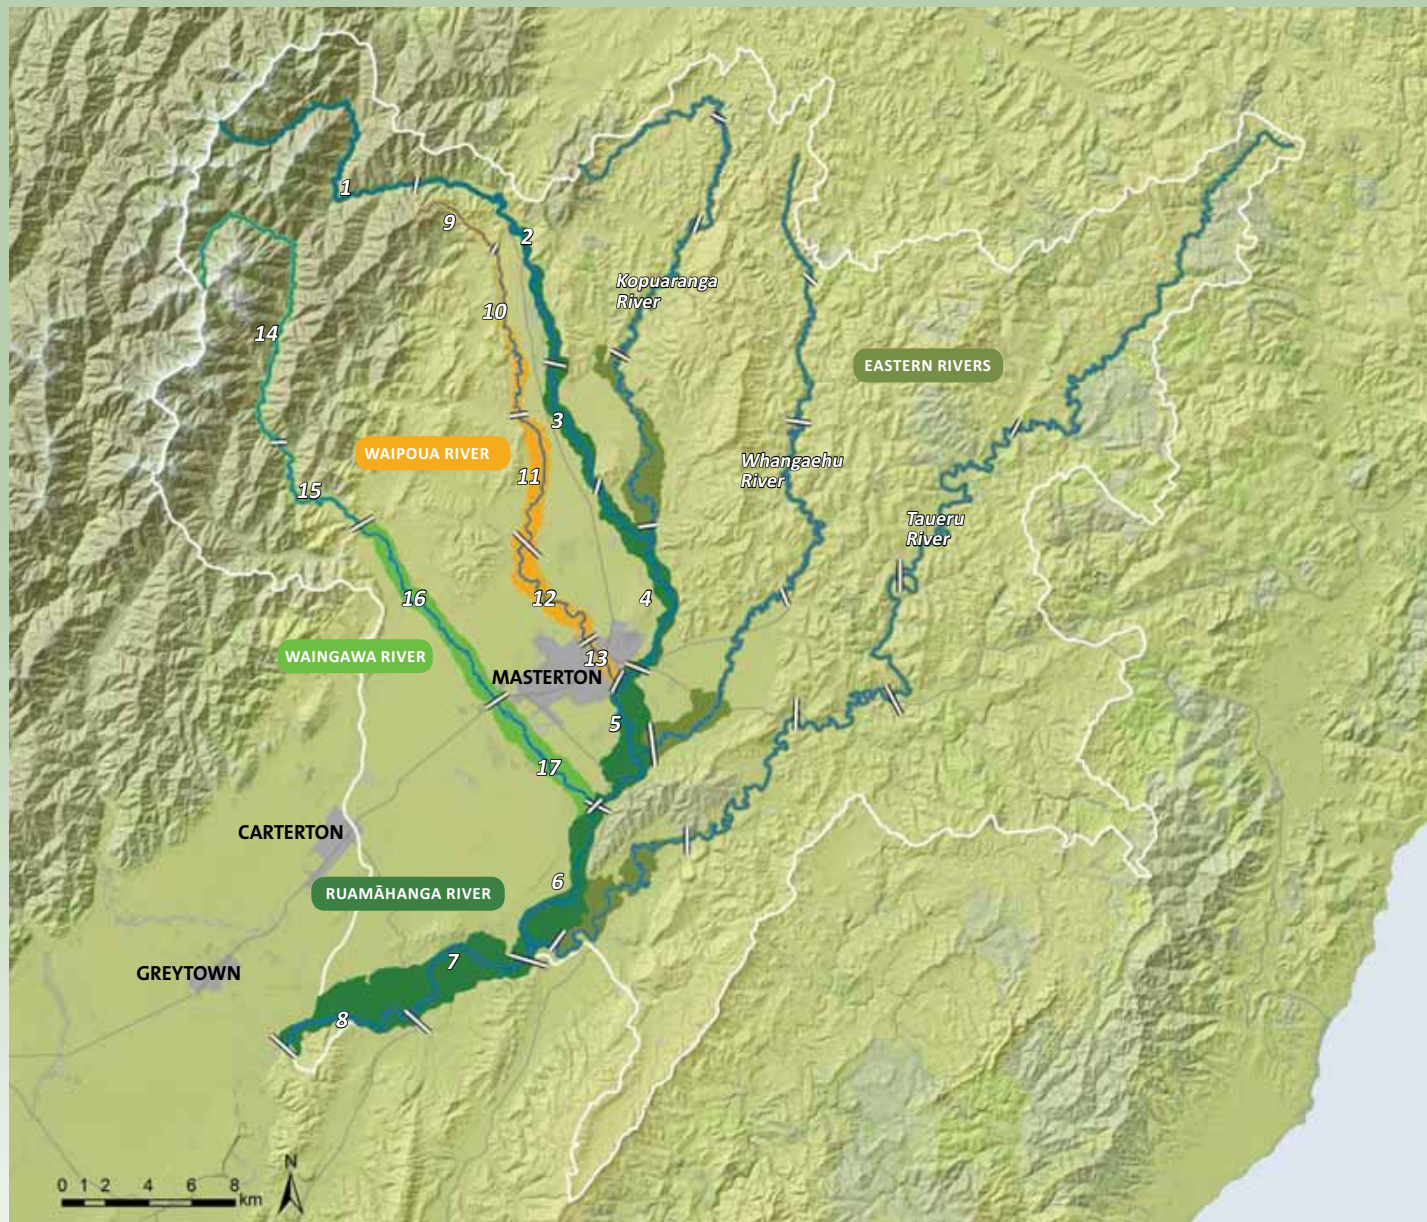 1
9
2
Kopuaranga
River
10
14
EASTERN RIVERS
3
WAIPOUA RIVER
Whangaehu
River
11
15
Taueru
River
16
12
4
WAINGAWA RIVER
13
MASTERTON
5
17
CARTERTON
6
RUAMĀHANGA RIVER
7
GREYTOWN
8
N
0 1 2 4 6 8
km